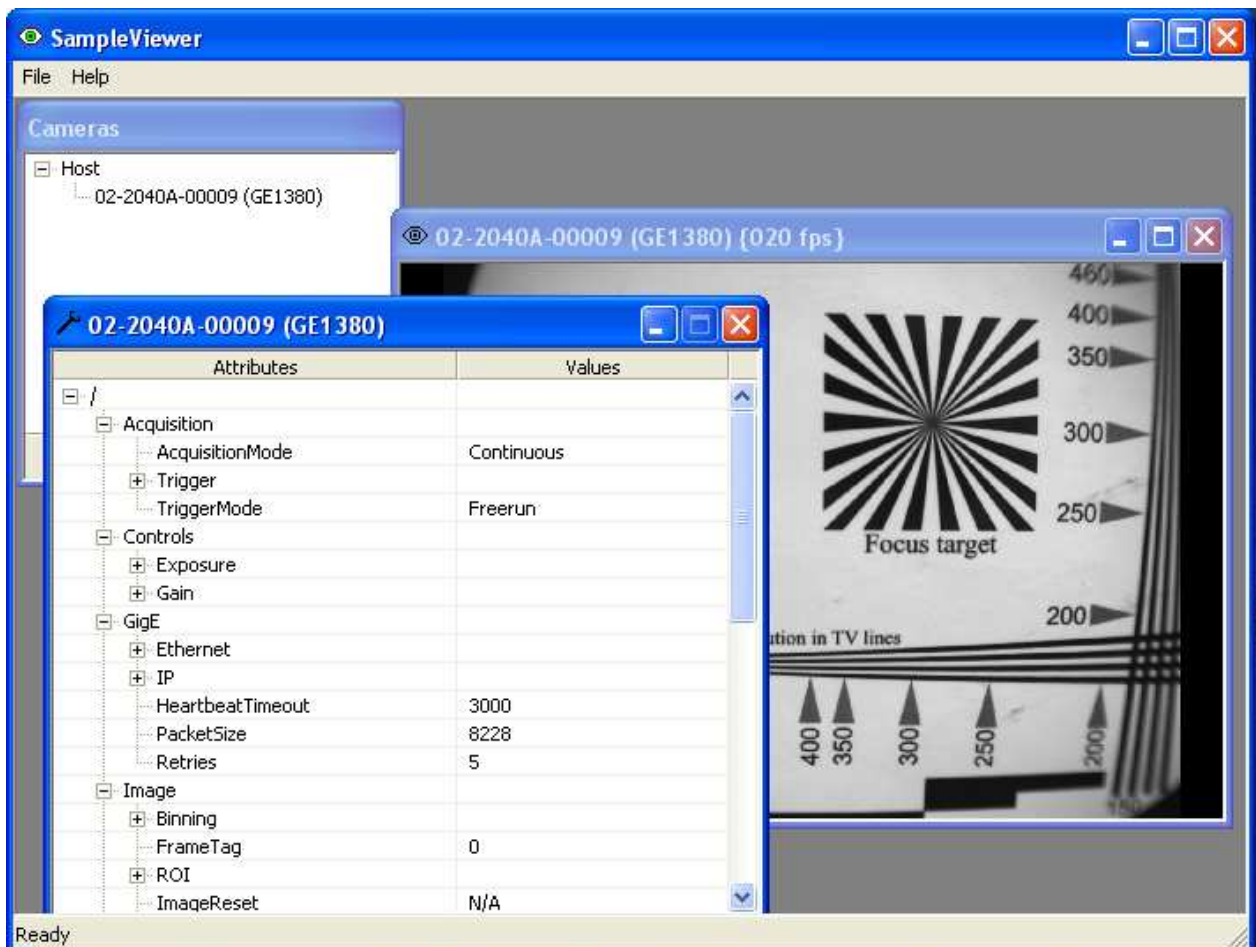 SampleViewer
File Help
Cameras
Host
02-2040A-00009 (GE1380)
02-2040A-00009 (GE1380) {020 fps}
460
400
350
300
250
200
Focus target
in TV lines
400
350
300
250
200
150
02-2040A-00009 (GE1380)
Attributes Values
/
Acquisition
AcquisitionMode Continuous
Trigger
TriggerMode Freerun
Controls
Exposure
Gain
GigE
Ethernet
IP
HeartbeatTimeout 3000
PacketSize 8228
Retries 5
Image
Binning
FrameTag 0
ROI
ImageReset N/A
Ready